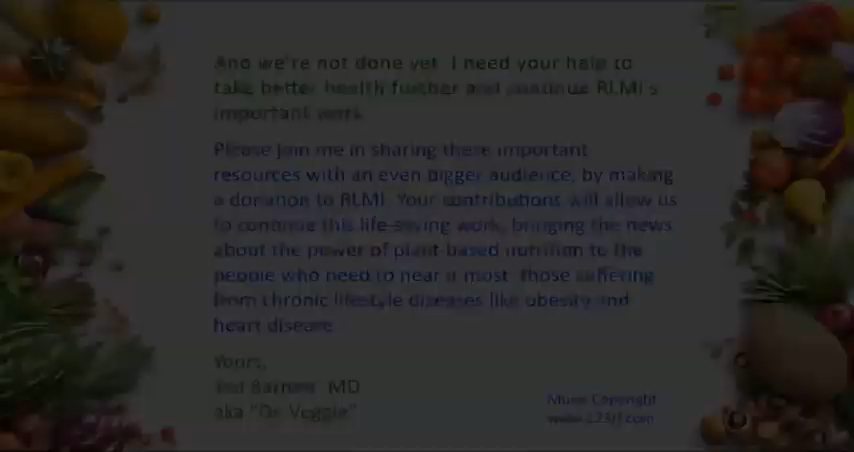 And we're not done yet. I need your help to
take better health further and continue RLMI's
important work.
Please join me in sharing these important
resources with an even bigger audience, by making
a donation to RLMI. Your contributions will allow us
to continue this life-saving work, bringing the news
about the power of plant-based nutrition to the
people who need to hear it most: those suffering
from chronic lifestyle diseases like obesity and
heart disease.
Yours,
Ted Barnett, MD
aka "Dr. Veggie"
Music Copyright
www.123rf.com